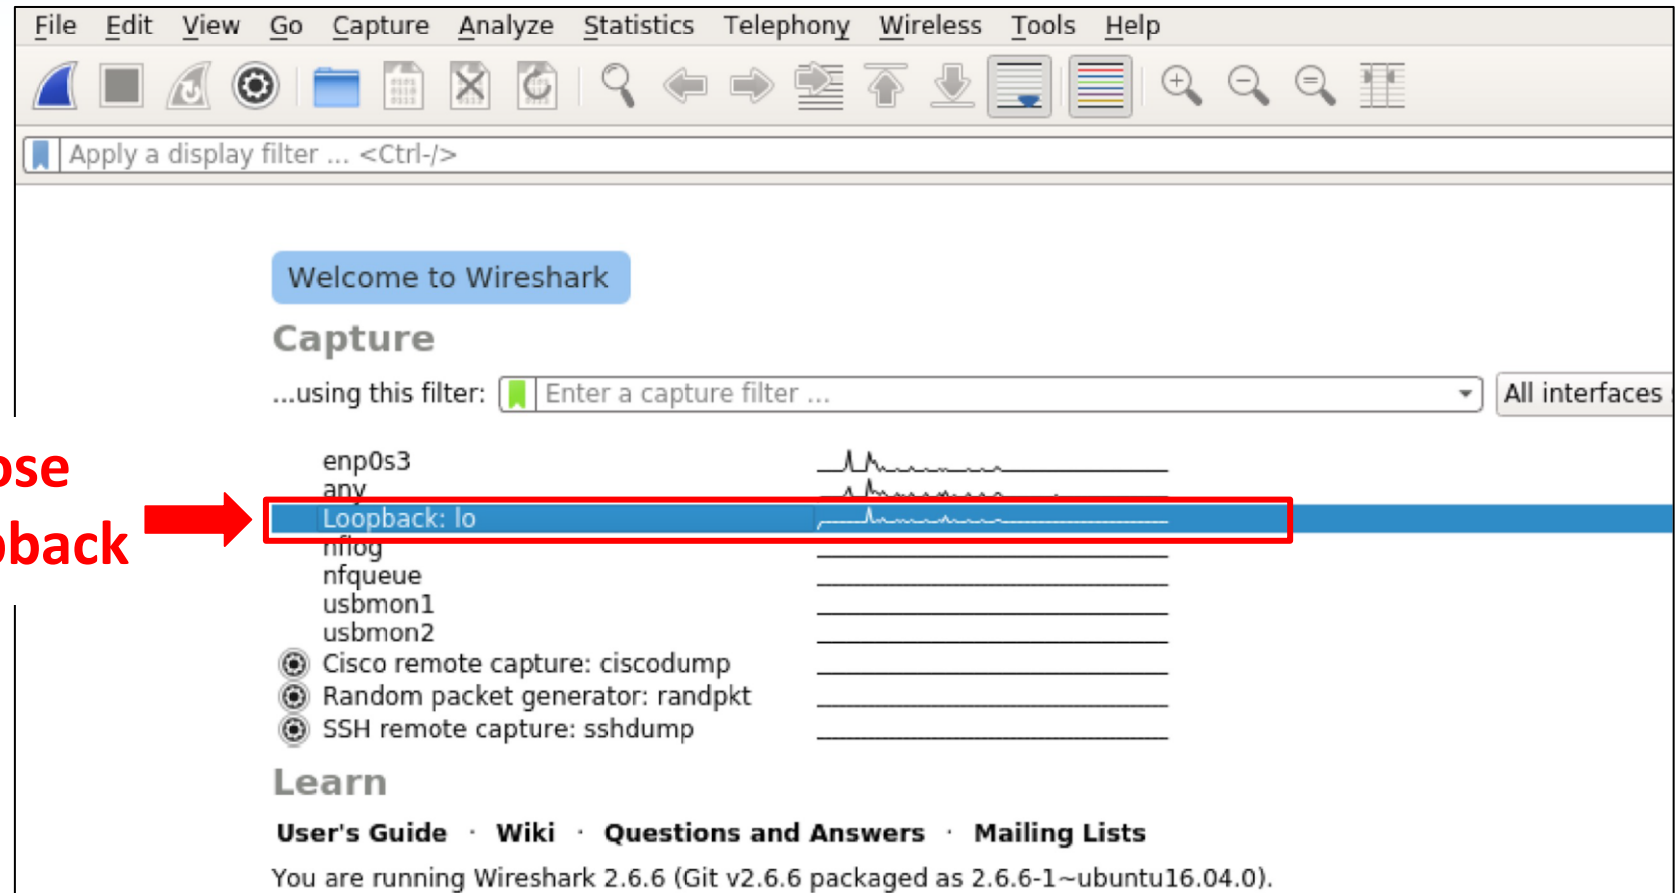 File Edit View Go Capture Analyze Statistics Telephony Wireless Tools Help
Apply a display filter ... <Ctrl-/>
Welcome to Wireshark
Capture
...using this filter: Enter a capture filter ... All interfaces
enp0s3
any
Loopback: lo
nflog
nfqueue
usbmon1
usbmon2
Cisco remote capture: ciscodump
Random packet generator: randpkt
SSH remote capture: sshdump
ose
pback
Learn
User's Guide · Wiki · Questions and Answers · Mailing Lists
You are running Wireshark 2.6.6 (Git v2.6.6 packaged as 2.6.6-1~ubuntu16.04.0).